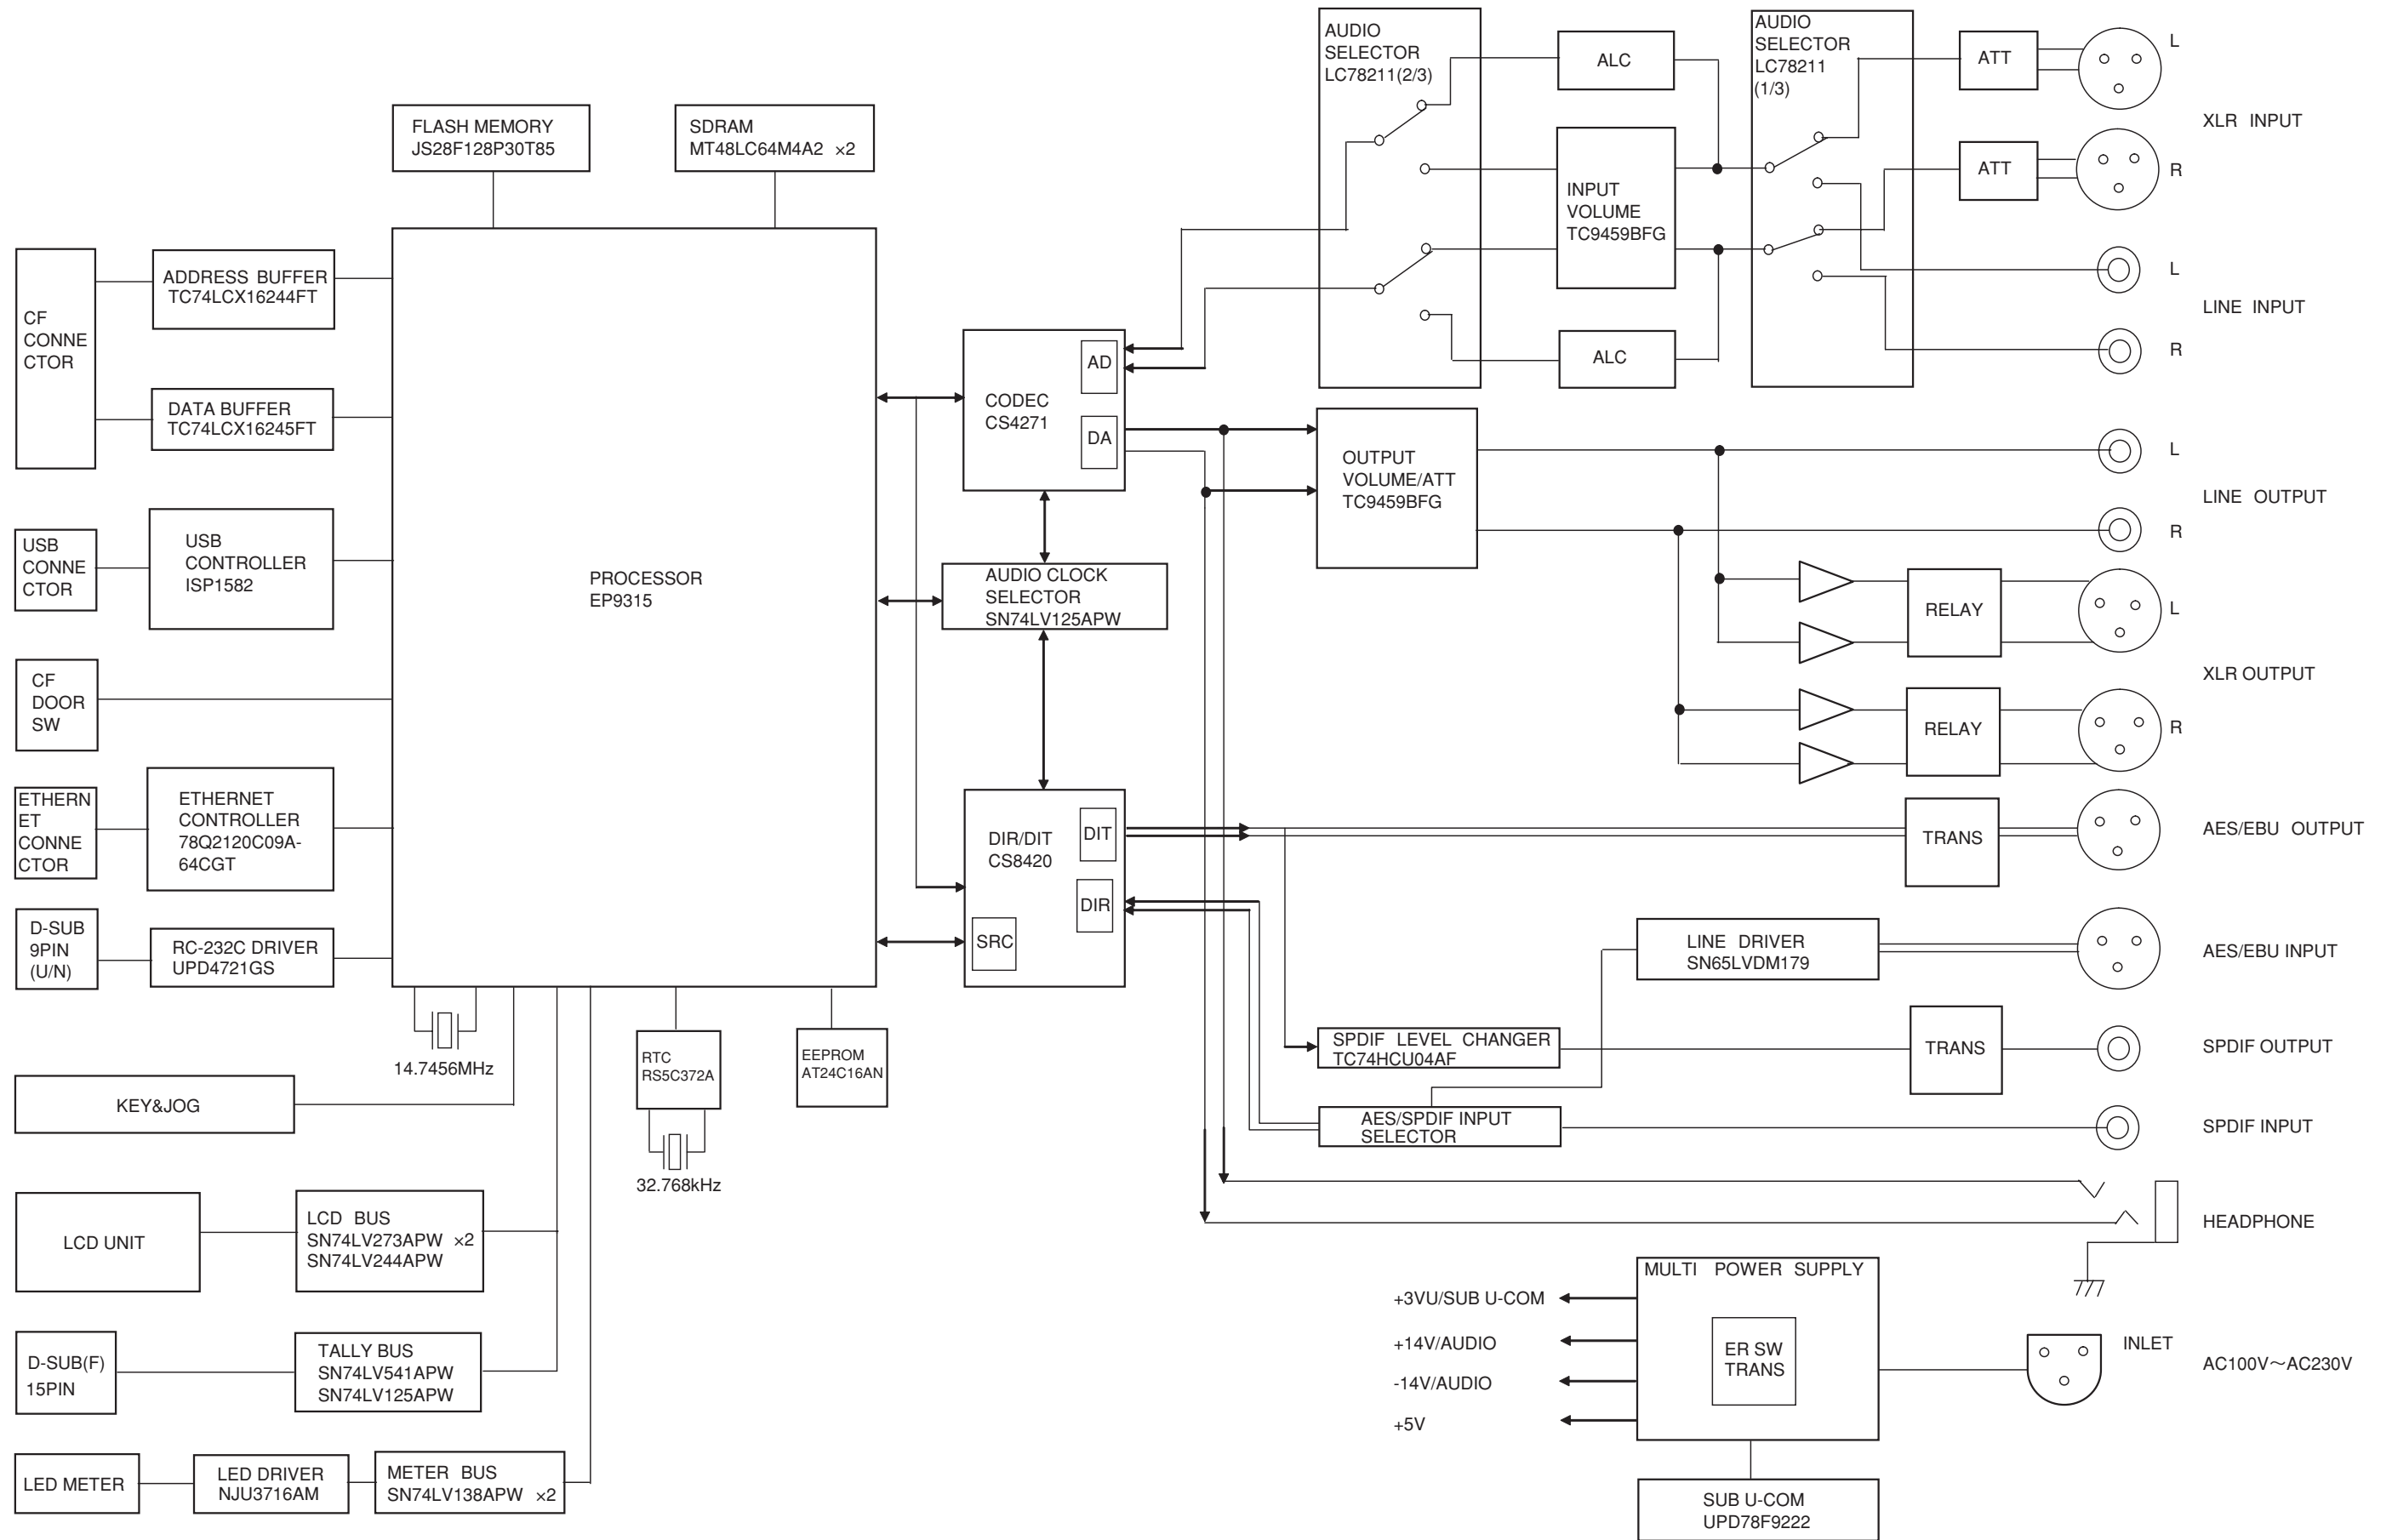 FLASH MEMORY
JS28F128P30T85
SDRAM
MT48LC64M4A2 ×2
CF
CONNE
CTOR
ADDRESS BUFFER
TC74LCX16244FT
DATA BUFFER
TC74LCX16245FT
USB
CONNE
CTOR
USB
CONTROLLER
ISP1582
CF
DOOR
SW
ETHERN
ET
CONNE
CTOR
ETHERNET
CONTROLLER
78Q2120C09A-
64CGT
D-SUB
9PIN
(U/N)
RC-232C DRIVER
UPD4721GS
PROCESSOR
EP9315
14.7456MHz
RTC
RS5C372A
32.768kHz
EEPROM
AT24C16AN
KEY&JOG
LCD UNIT
LCD BUS
SN74LV273APW ×2
SN74LV244APW
D-SUB(F)
15PIN
TALLY BUS
SN74LV541APW
SN74LV125APW
LED METER
LED DRIVER
NJU3716AM
METER BUS
SN74LV138APW ×2
CODEC
CS4271
AD
DA
AUDIO CLOCK
SELECTOR
SN74LV125APW
DIR/DIT
CS8420
DIT
DIR
SRC
AUDIO
SELECTOR
LC78211(2/3)
ALC
INPUT
VOLUME
TC9459BFG
ALC
AUDIO
SELECTOR
LC78211
(1/3)
ATT
L
XLR INPUT
ATT
R
L
LINE INPUT
R
OUTPUT
VOLUME/ATT
TC9459BFG
L
LINE OUTPUT
R
RELAY
L
XLR OUTPUT
RELAY
R
TRANS
AES/EBU OUTPUT
LINE DRIVER
SN65LVDM179
AES/EBU INPUT
SPDIF LEVEL CHANGER
TC74HCU04AF
TRANS
SPDIF OUTPUT
AES/SPDIF INPUT
SELECTOR
SPDIF INPUT
HEADPHONE
MULTI POWER SUPPLY
+3VU/SUB U-COM
+14V/AUDIO
-14V/AUDIO
+5V
ER SW
TRANS
INLET
AC100V～AC230V
SUB U-COM
UPD78F9222